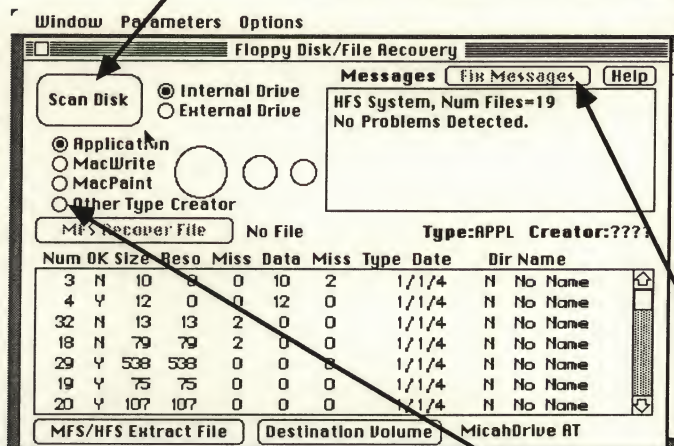 Window Parameters Options
Floppy Disk/File Recovery
Scan Disk
Internal Drive
External Drive
Messages Fix Messages Help
HFS System, Num Files=19
No Problems Detected.
Application
MacWrite
MacPaint
Other Type Creator
MFS Recover File No File Type:APPL Creator:????
Num OK Size Reso Miss Data Miss Type Date Dir Name
3 N 10 0 0 10 2 1/1/4 N No Name
4 Y 12 0 0 12 0 1/1/4 N No Name
32 N 13 13 2 0 0 1/1/4 N No Name
18 N 79 79 2 0 0 1/1/4 N No Name
29 Y 538 538 0 0 0 1/1/4 N No Name
19 Y 75 75 0 0 0 1/1/4 N No Name
20 Y 107 107 0 0 0 1/1/4 N No Name
MFS/HFS Extract File Destination Volume MicahDrive AT